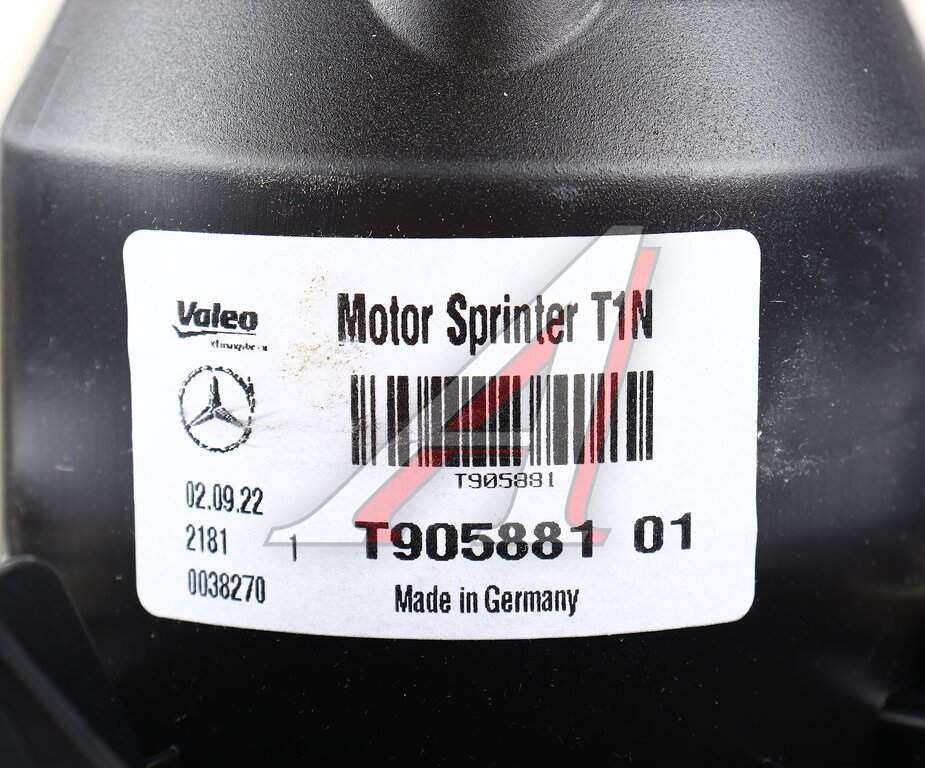 Valeo
Motor Sprinter T1N
T905881
02.09.22
2181 1 T905881 01
0038270
Made in Germany